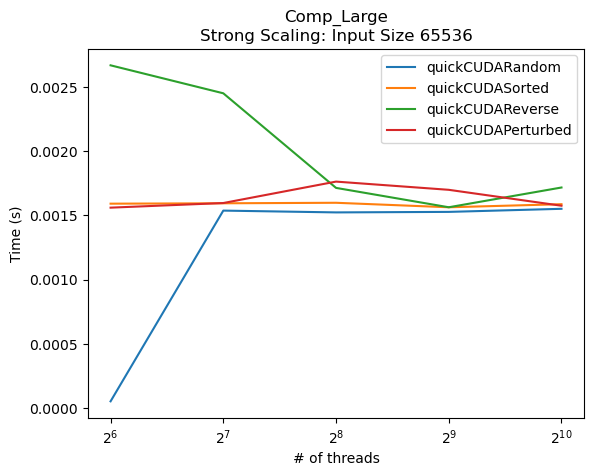 Comp_Large
Strong Scaling: Input Size 65536
quickCUDARandom
quickCUDASorted
quickCUDAReverse
quickCUDAPerturbed
0.0025
0.0020
0.0015
0.0010
0.0005
0.0000
Time (s)
2^6 2^7 2^8 2^9 2^10
# of threads